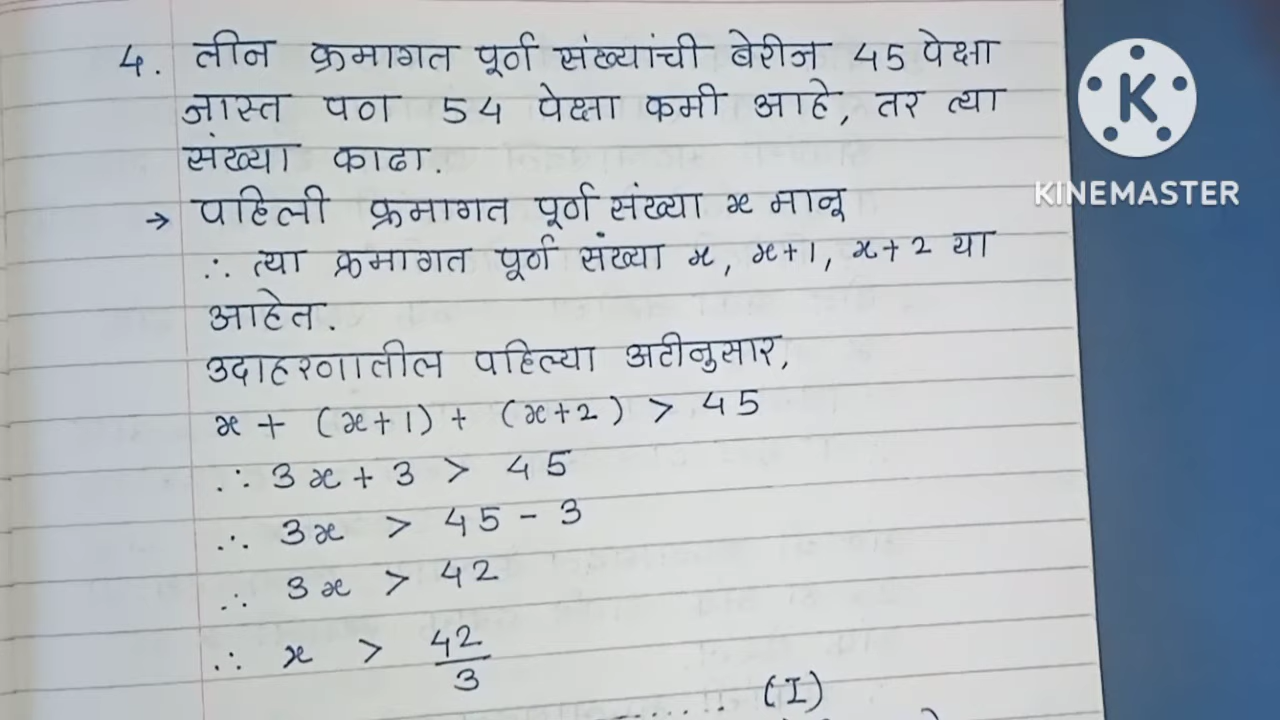 4. तीन क्रमागत पूर्ण संख्यांची बेरीज 45 पेक्षा
जास्त पण 54 पेक्षा कमी आहे, तर त्या
संख्या काढा.
→ पहिली क्रमागत पूर्ण संख्या x मानू
∴ त्या क्रमागत पूर्ण संख्या x, x+1, x+2 या
आहेत.
उदाहरणातील पहिल्या अटीनुसार,
x + (x+1) + (x+2) > 45
∴ 3x + 3 > 45
∴ 3x > 45 - 3
∴ 3x > 42
∴ x > 42/3
........ (I)
K
KINEMASTER